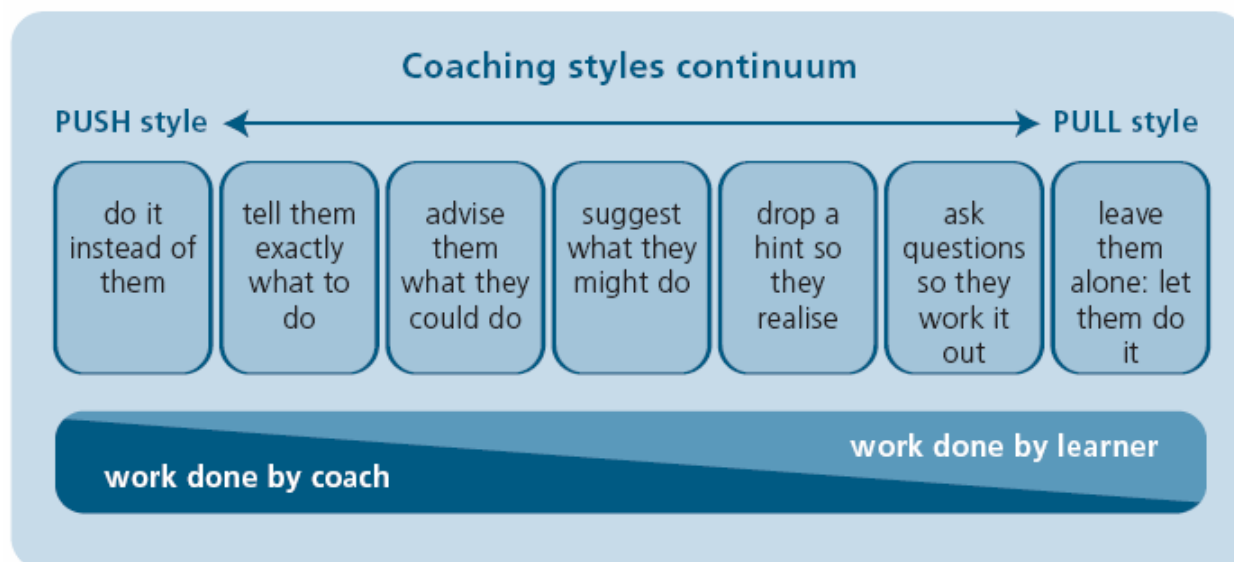 Coaching styles continuum
PUSH style
PULL style
do it
instead of
them
tell them
exactly
what to
do
advise
them
what they
could do
suggest
what they
might do
drop a
hint so
they
realise
ask
questions
so they
work it
out
leave
them
alone: let
them do
it
work done by learner
work done by coach